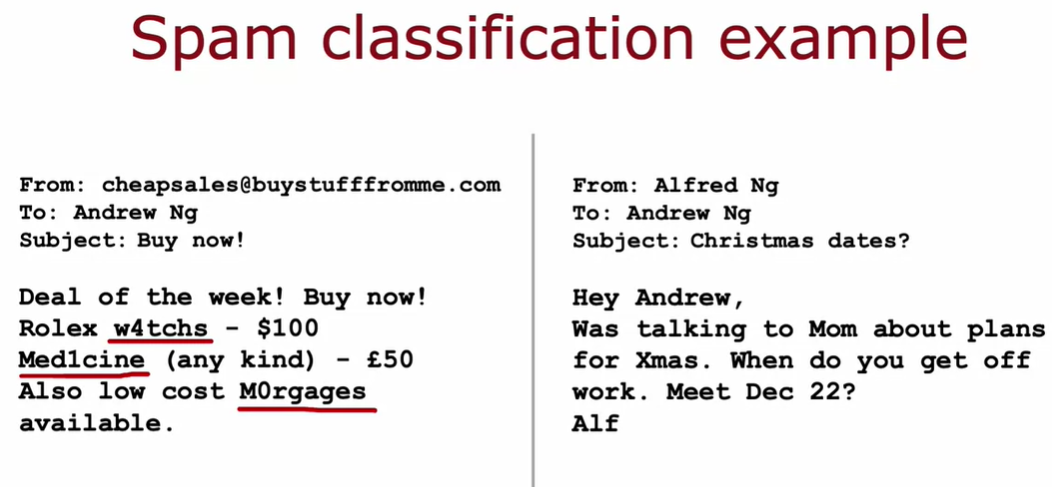 Spam classification example
From: cheapsales@buystufffromme.com
To: Andrew Ng
Subject: Buy now!
Deal of the week! Buy now!
Rolex w4tchs - $100
Med1cine (any kind) - £50
Also low cost M0rgages
available.
From: Alfred Ng
To: Andrew Ng
Subject: Christmas dates?
Hey Andrew,
Was talking to Mom about plans
for Xmas. When do you get off
work. Meet Dec 22?
Alf